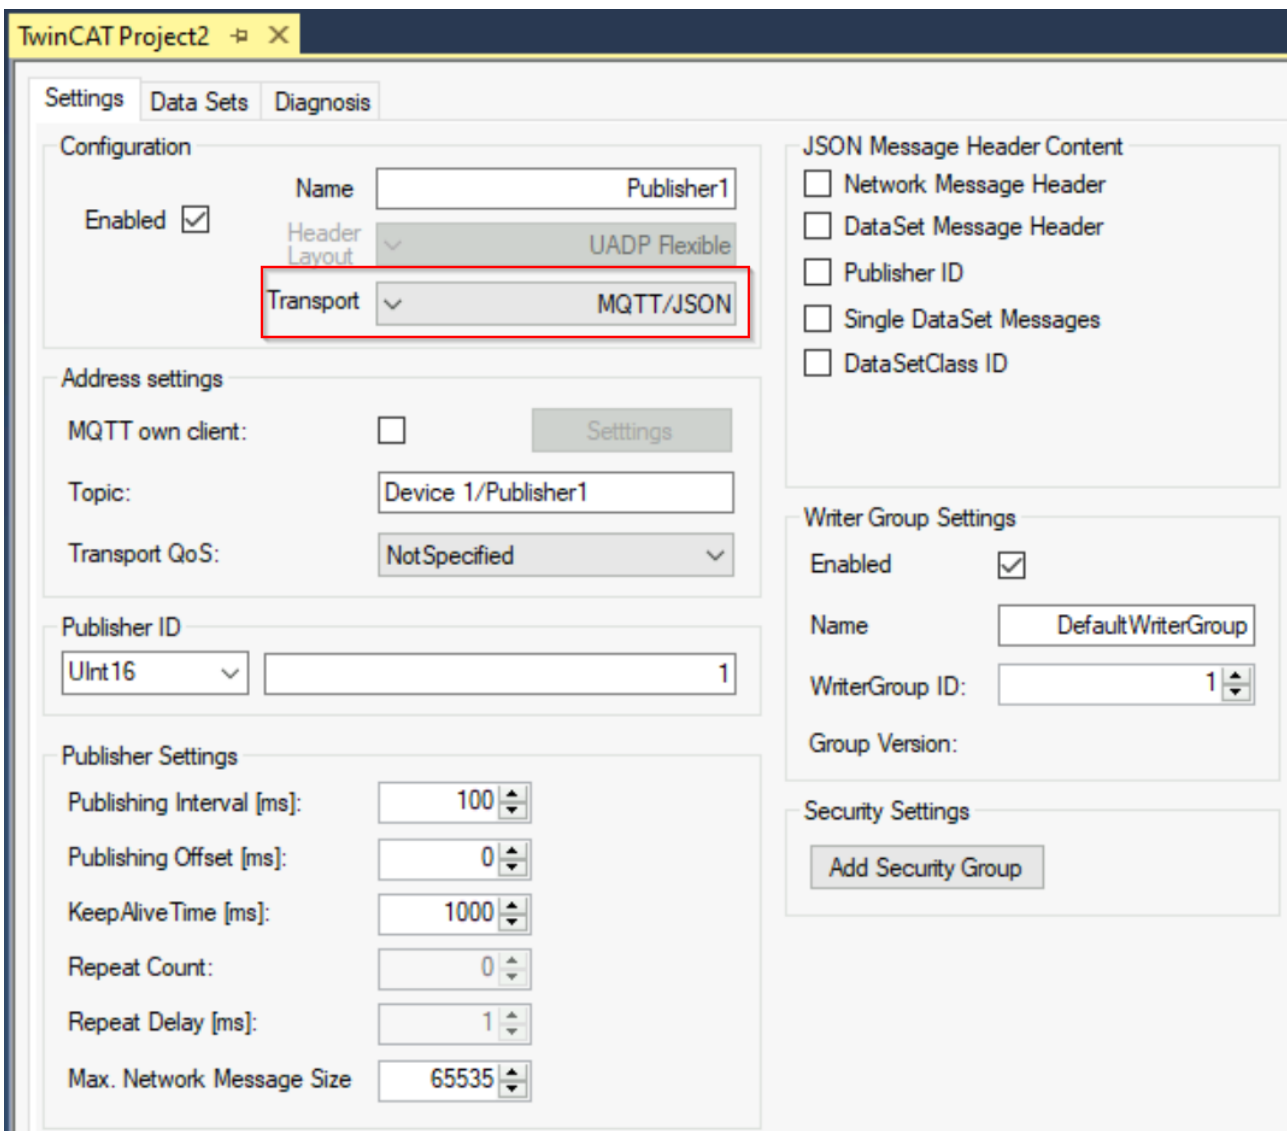 TwinCAT Project2
Settings
Data Sets
Diagnosis
Configuration
Name
Publisher1
Enabled
Header
Layout
UADP Flexible
Transport
MQTT/JSON
Address settings
MQTT own client:
Setttings
Topic:
Device 1/Publisher1
Transport QoS:
NotSpecified
Publisher ID
UInt16
1
Publisher Settings
Publishing Interval [ms]:
100
Publishing Offset [ms]:
0
KeepAliveTime [ms]:
1000
Repeat Count:
0
Repeat Delay [ms]:
1
Max. Network Message Size
65535
JSON Message Header Content
Network Message Header
DataSet Message Header
Publisher ID
Single DataSet Messages
DataSetClass ID
Writer Group Settings
Enabled
Name
DefaultWriterGroup
WriterGroup ID:
1
Group Version:
Security Settings
Add Security Group